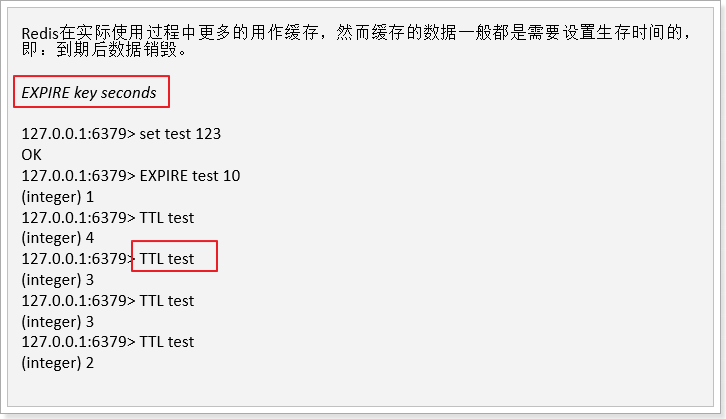 Redis在实际使用过程中更多的用作缓存，然而缓存的数据一般都是需要设置生存时间的，
即：到期后数据销毁。
EXPIRE key seconds
127.0.0.1:6379> set test 123
OK
127.0.0.1:6379> EXPIRE test 10
(integer) 1
127.0.0.1:6379> TTL test
(integer) 4
127.0.0.1:6379> TTL test
(integer) 3
127.0.0.1:6379> TTL test
(integer) 3
127.0.0.1:6379> TTL test
(integer) 2